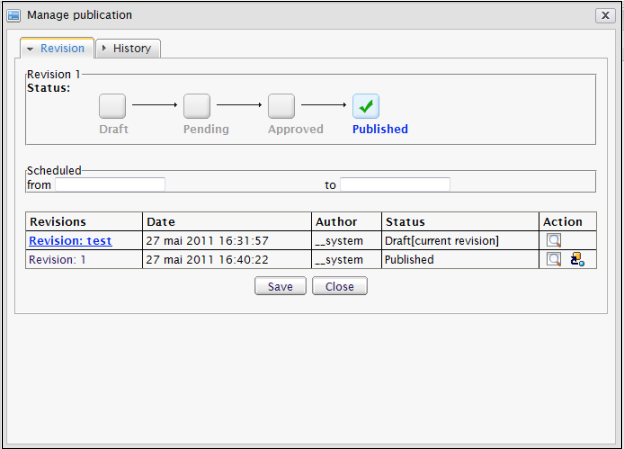 Manage publication
Revision History
Revision 1
Status:
Draft Pending Approved Published
Scheduled
from to
Revisions Date Author Status Action
Revision: test 27 mai 2011 16:31:57 __system Draft[current revision]
Revision: 1 27 mai 2011 16:40:22 __system Published
Save Close